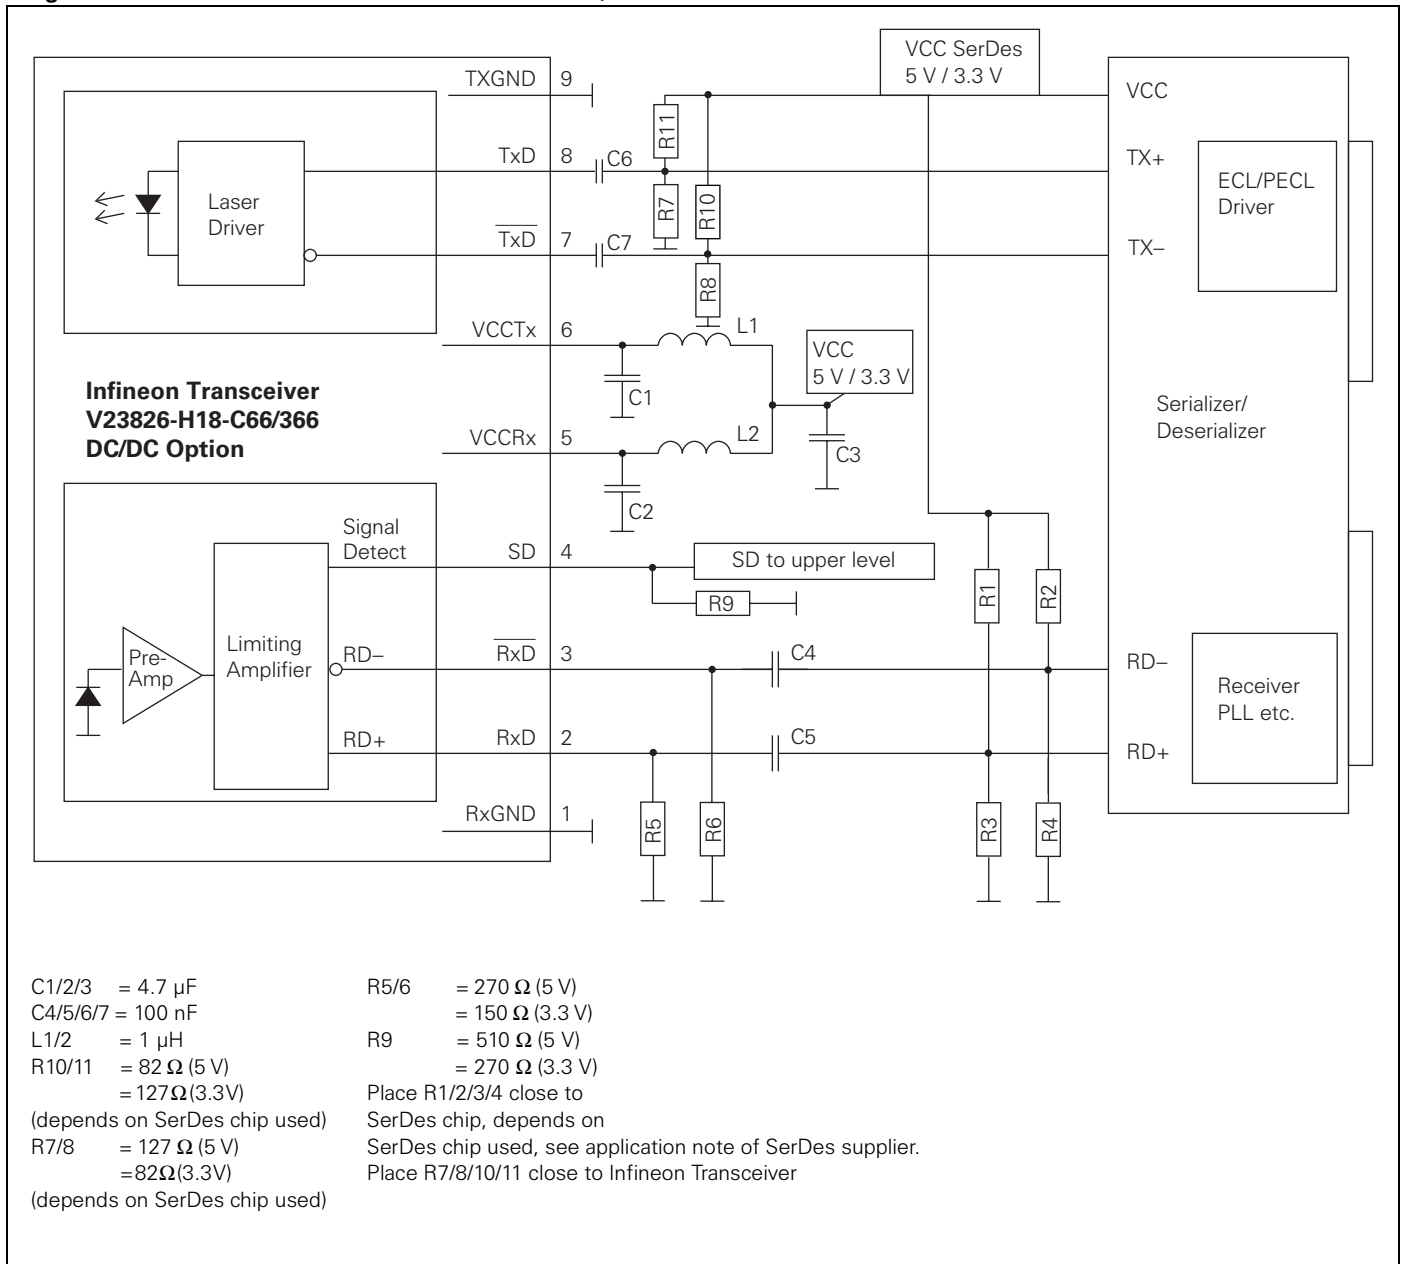 VCC SerDes
5 V / 3.3 V
TXGND 9
VCC
R11
TxD 8 C6
TX+
Laser
Driver
R7
R10
ECL/PECL
Driver
TxD 7 C7
TX–
R8
VCCTx 6
L1
VCC
5 V / 3.3 V
C1
Infineon Transceiver
V23826-H18-C66/366
DC/DC Option
Serializer/
Deserializer
VCCRx 5
L2
C3
C2
Signal
Detect
SD 4
SD to upper level
R9
R1
R2
Pre-
Amp
Limiting
Amplifier
RD–
RxD 3
C4
RD–
Receiver
PLL etc.
RD+
RxD 2
C5
RD+
RxGND 1
R5
R6
R3
R4
C1/2/3 = 4.7 µF
C4/5/6/7 = 100 nF
L1/2 = 1 µH
R10/11 = 82 Ω (5 V)
= 127Ω(3.3V)
(depends on SerDes chip used)
R7/8 = 127 Ω (5 V)
=82Ω(3.3V)
(depends on SerDes chip used)
R5/6 = 270 Ω (5 V)
= 150 Ω (3.3 V)
R9 = 510 Ω (5 V)
= 270 Ω (3.3 V)
Place R1/2/3/4 close to
SerDes chip, depends on
SerDes chip used, see application note of SerDes supplier.
Place R7/8/10/11 close to Infineon Transceiver